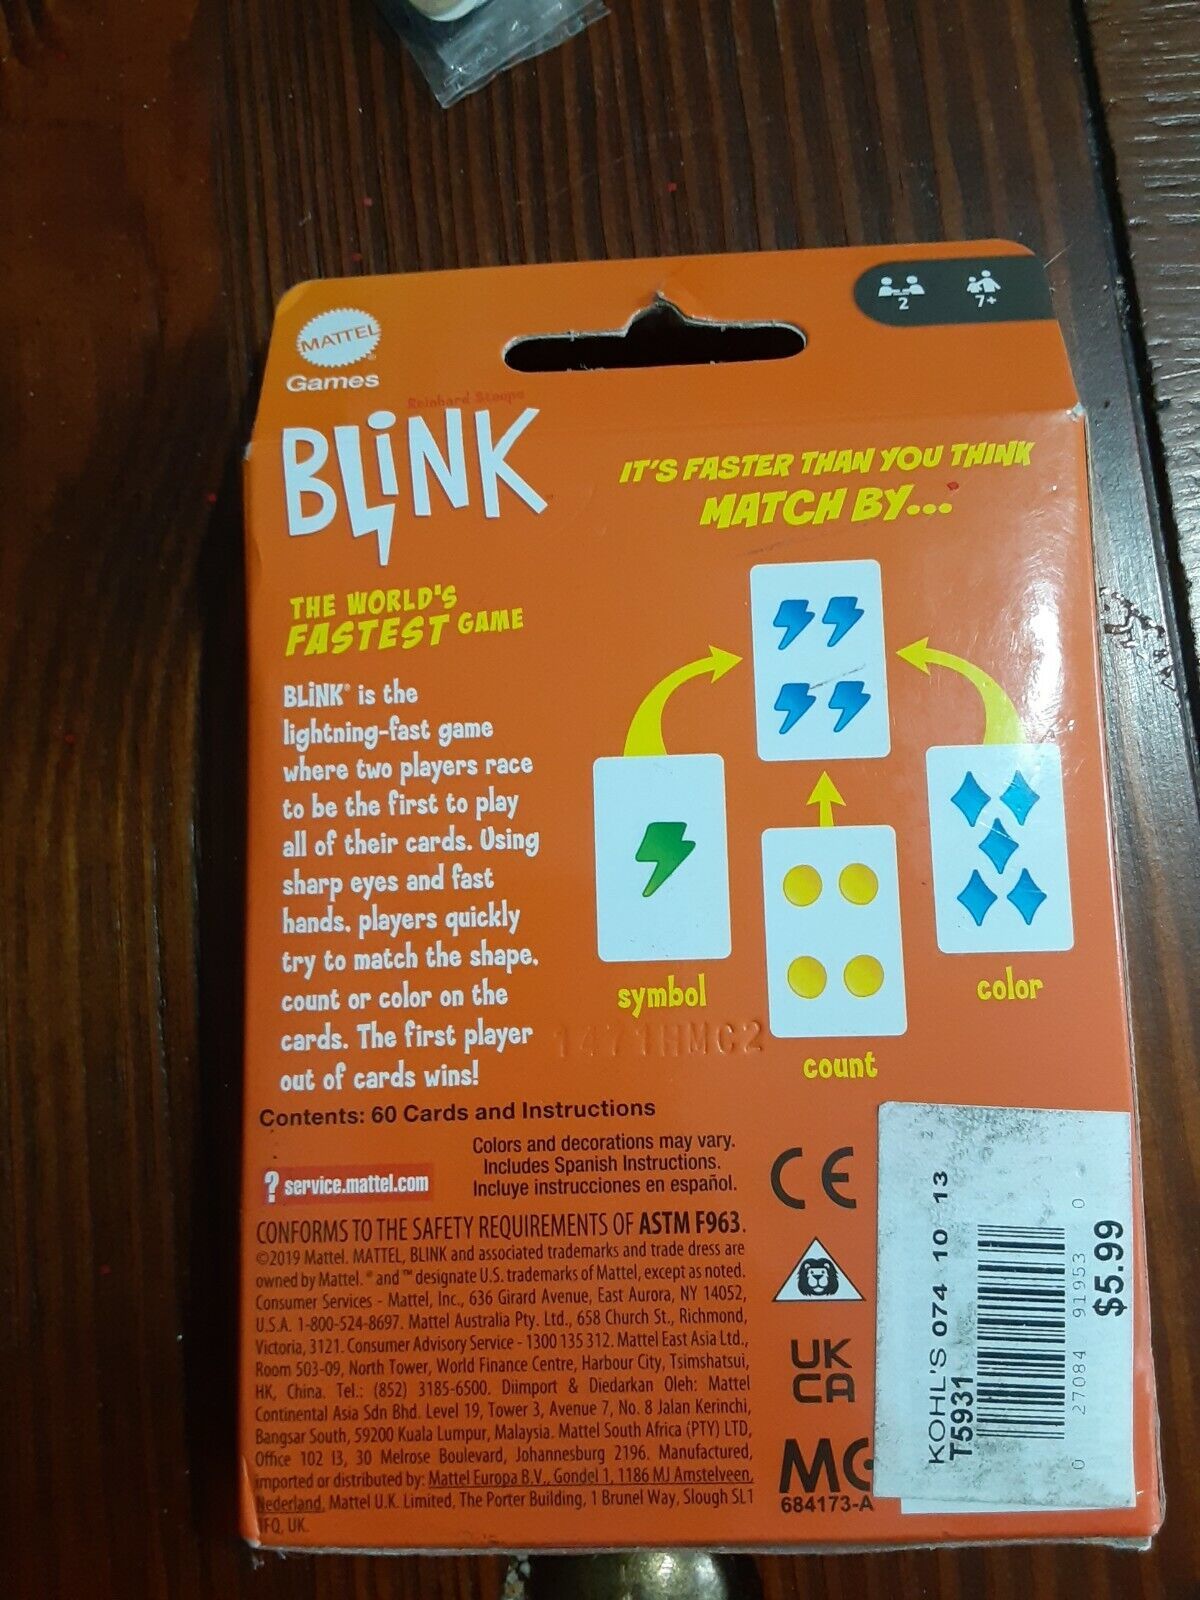 2
7+
MATTEL
Games
Reinhard Staupe
BLiNK
THE WORLD'S
FASTEST GAME
IT'S FASTER THAN YOU THINK
MATCH BY...
BLiNK® is the
lightning-fast game
where two players race
to be the first to play
all of their cards. Using
sharp eyes and fast
hands, players quickly
try to match the shape,
count or color on the
cards. The first player
out of cards wins!
symbol
count
color
1471HMC2
Contents: 60 Cards and Instructions
Colors and decorations may vary.
Includes Spanish Instructions.
Incluye instrucciones en español.
? service.mattel.com
CONFORMS TO THE SAFETY REQUIREMENTS OF ASTM F963.
©2019 Mattel. MATTEL, BLINK and associated trademarks and trade dress are
owned by Mattel. ® and ™ designate U.S. trademarks of Mattel, except as noted.
Consumer Services - Mattel, Inc., 636 Girard Avenue, East Aurora, NY 14052,
U.S.A. 1-800-524-8697. Mattel Australia Pty. Ltd., 658 Church St., Richmond,
Victoria, 3121. Consumer Advisory Service - 1300 135 312. Mattel East Asia Ltd.,
Room 503-09, North Tower, World Finance Centre, Harbour City, Tsimshatsui,
HK, China. Tel.: (852) 3185-6500. Diimport & Diedarkan Oleh: Mattel
Continental Asia Sdn Bhd. Level 19, Tower 3, Avenue 7, No. 8 Jalan Kerinchi,
Bangsar South, 59200 Kuala Lumpur, Malaysia. Mattel South Africa (PTY) LTD,
Office 102 I3, 30 Melrose Boulevard, Johannesburg 2196. Manufactured,
imported or distributed by: Mattel Europa B.V., Gondel 1, 1186 MJ Amstelveen,
Nederland, Mattel U.K. Limited, The Porter Building, 1 Brunel Way, Slough SL1
1FQ, UK.
CE
UK
CA
684173-A
KOHL'S 074 10 13
T5931
0 27084 91953 0
$5.99